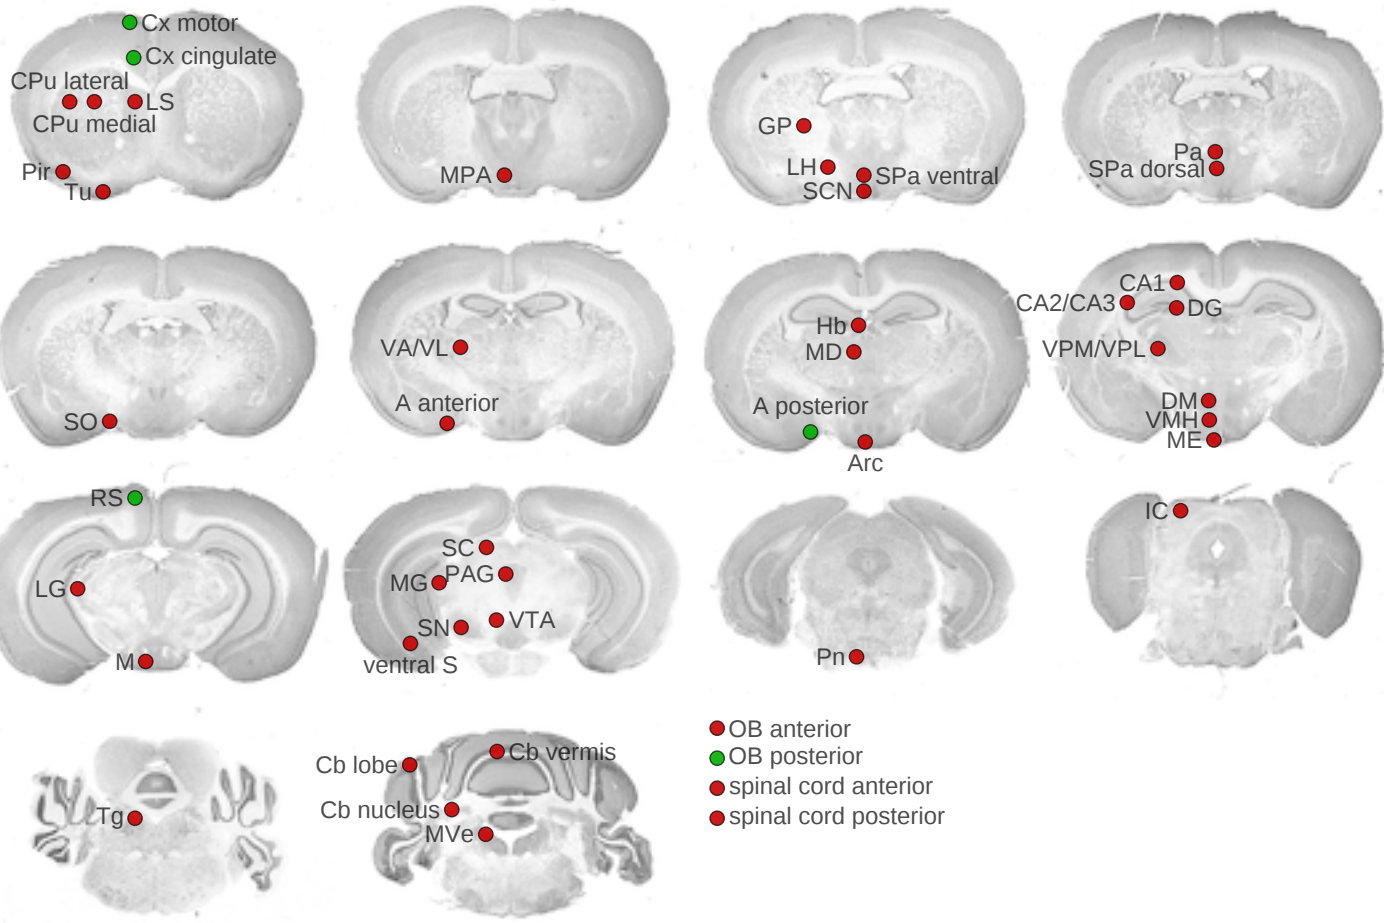 Cx motor
Cx cingulate
CPu lateral
LS
CPu medial
Pir
Tu
MPA
GP
LH
SPa ventral
SCN
Pa
SPa dorsal
SO
VA/VL
A anterior
Hb
MD
A posterior
Arc
CA1
CA2/CA3
DG
VPM/VPL
DM
VMH
ME
RS
LG
M
SC
MG
PAG
SN
VTA
ventral S
Pn
IC
Tg
Cb lobe
Cb vermis
Cb nucleus
MVe
OB anterior
OB posterior
spinal cord anterior
spinal cord posterior